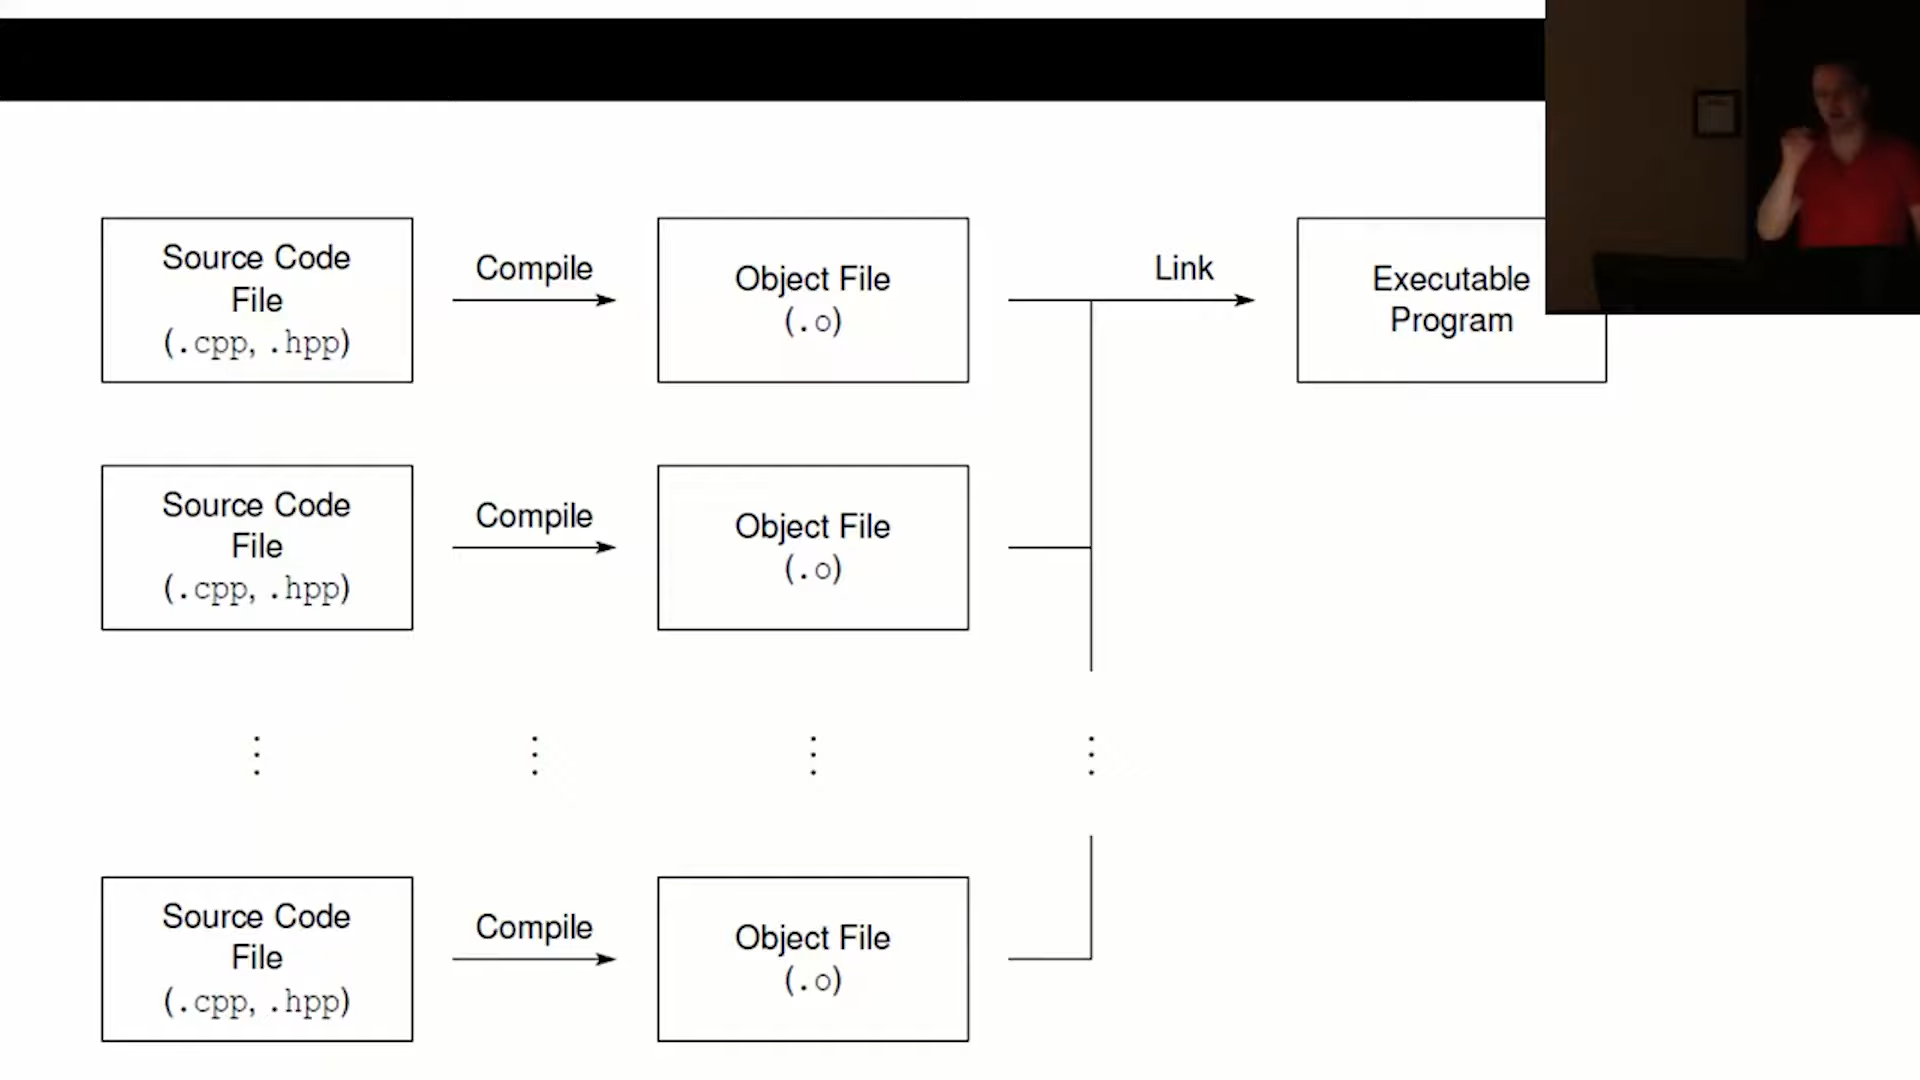 Source Code
File
(.cpp, .hpp)
Compile
Object File
(.o)
Link
Executable
Program
Source Code
File
(.cpp, .hpp)
Compile
Object File
(.o)
Source Code
File
(.cpp, .hpp)
Compile
Object File
(.o)